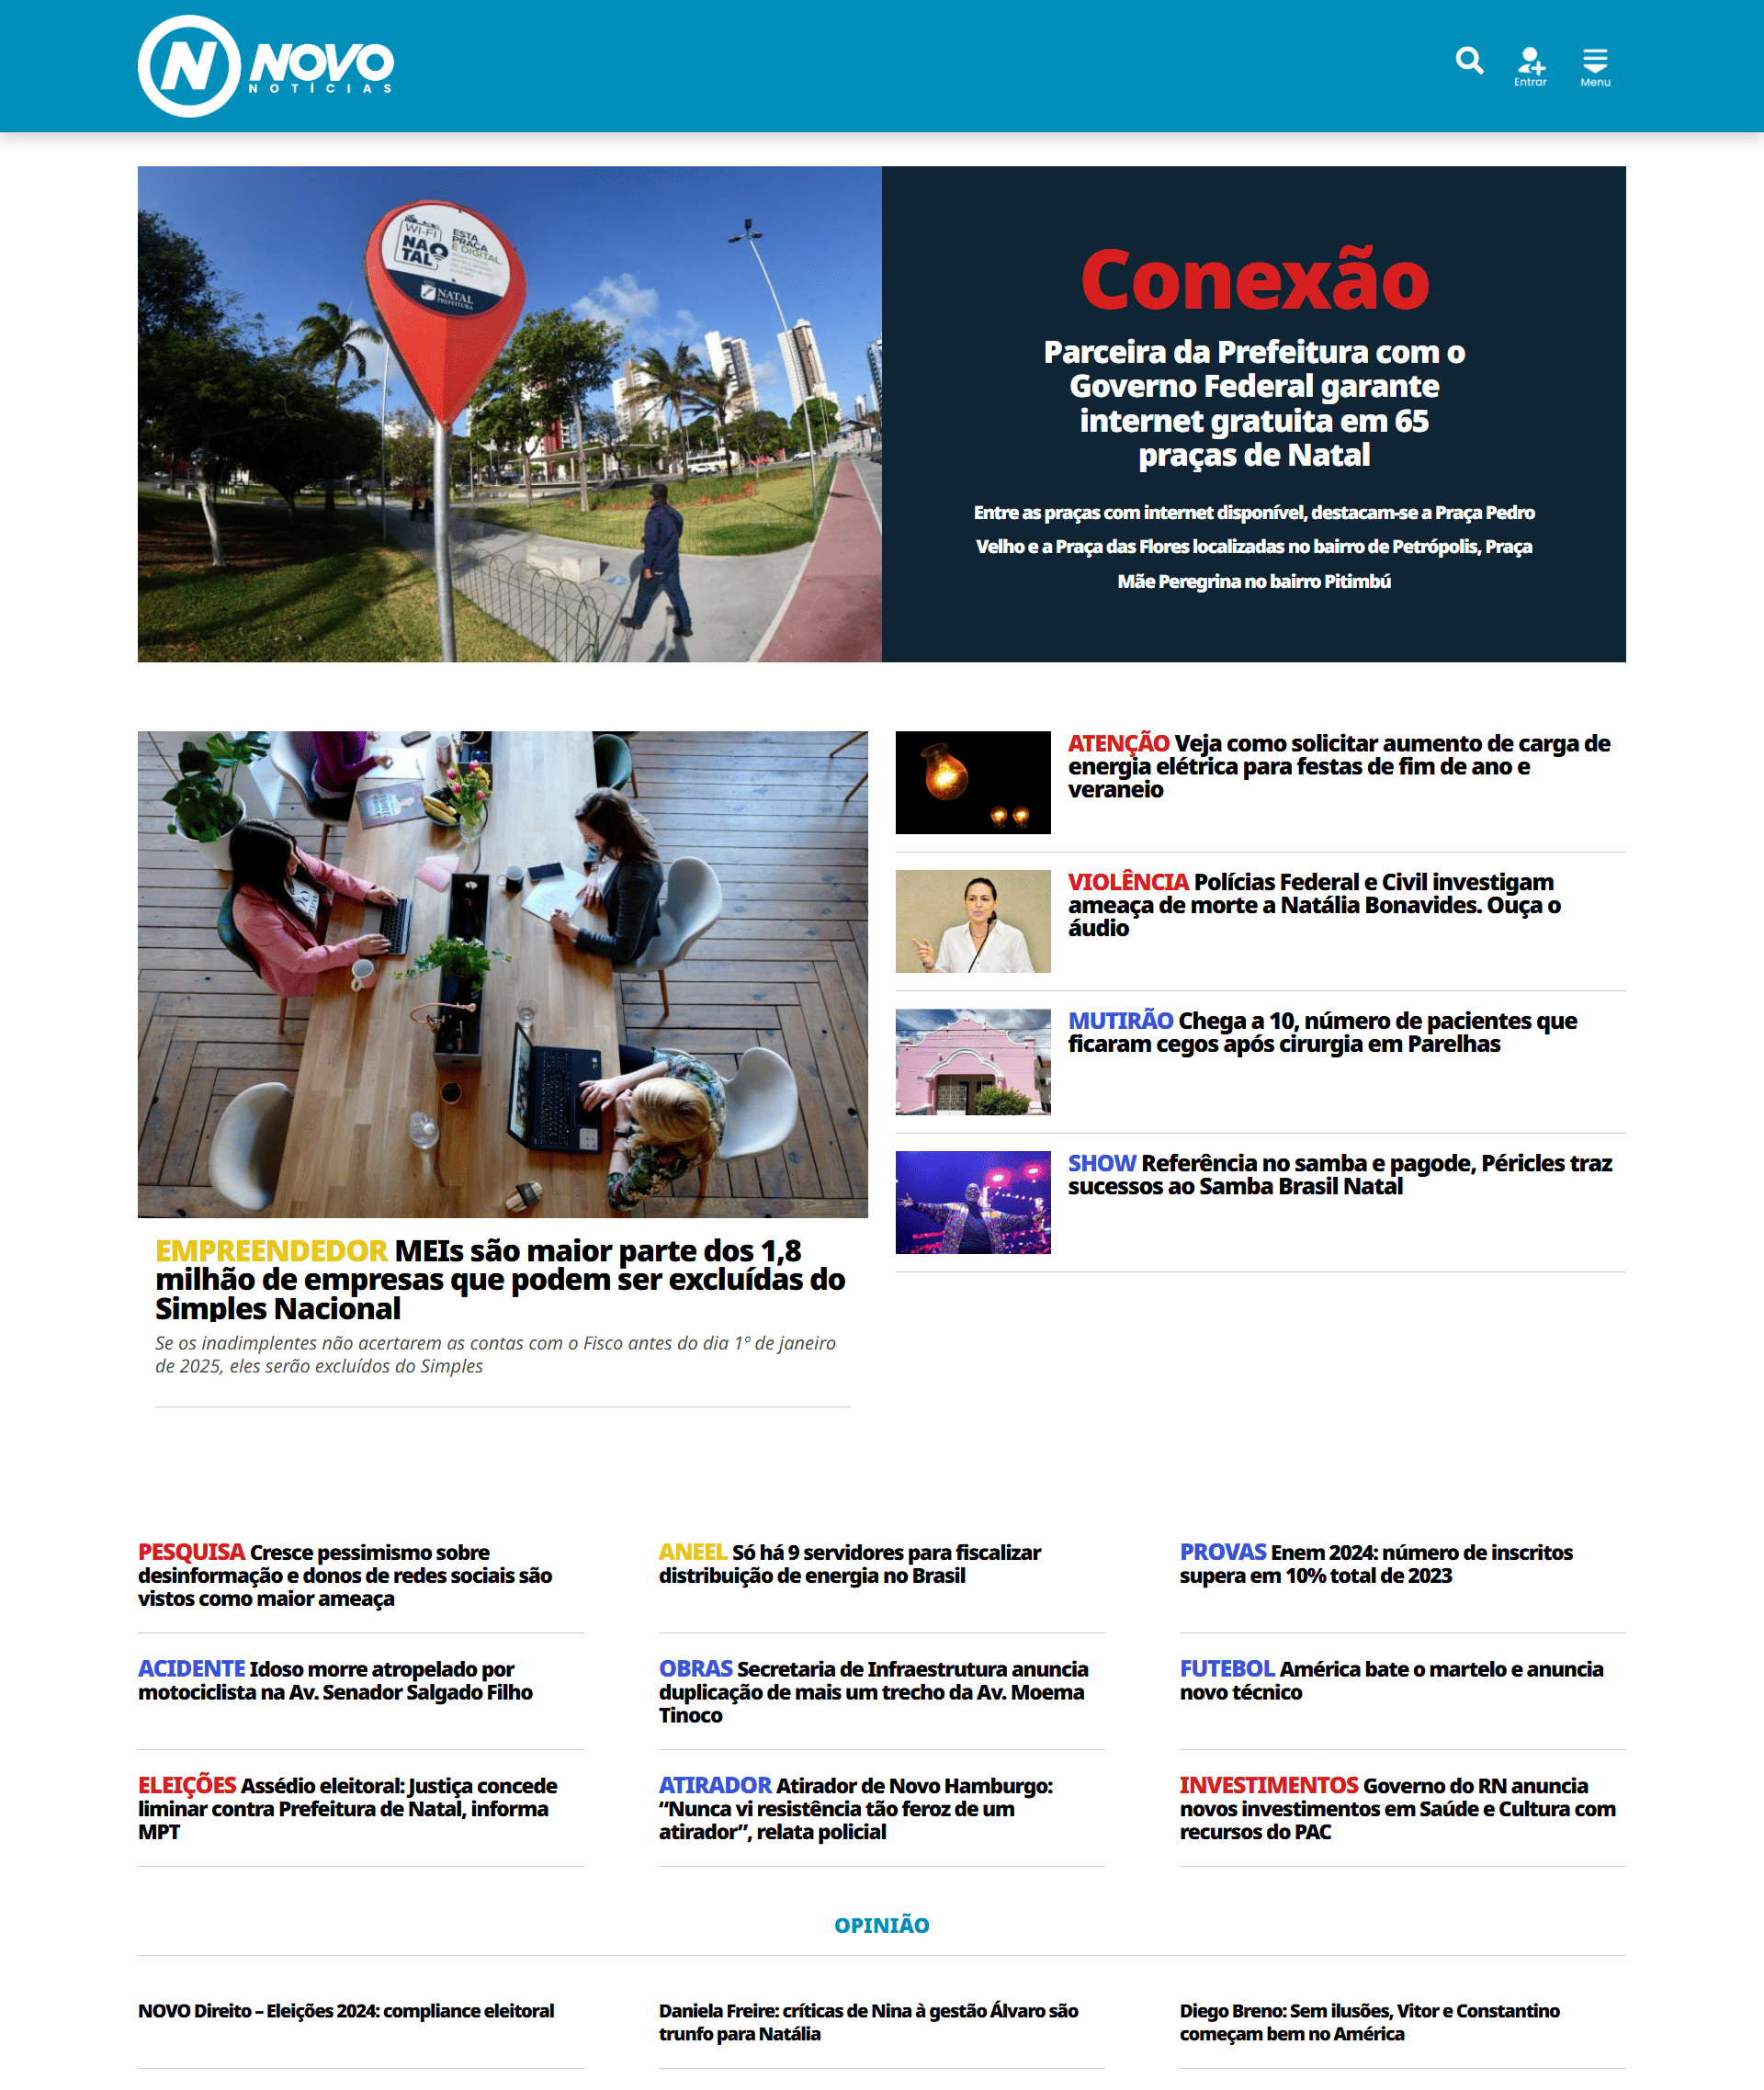 N NOVO
NOTÍCIAS
Entrar
Menu
WI-FI
NA
TAL
ESTA
PRAÇA
É DIGITAL
NATAL
PREFEITURA
Conexão
Parceira da Prefeitura com o
Governo Federal garante
internet gratuita em 65
praças de Natal
Entre as praças com internet disponível, destacam-se a Praça Pedro
Velho e a Praça das Flores localizadas no bairro de Petrópolis, Praça
Mãe Peregrina no bairro Pitimbú
EMPREENDEDOR MEIs são maior parte dos 1,8
milhão de empresas que podem ser excluídas do
Simples Nacional
Se os inadimplentes não acertarem as contas com o Fisco antes do dia 1º de janeiro
de 2025, eles serão excluídos do Simples
ATENÇÃO Veja como solicitar aumento de carga de
energia elétrica para festas de fim de ano e
veraneio
VIOLÊNCIA Polícias Federal e Civil investigam
ameaça de morte a Natália Bonavides. Ouça o
áudio
MUTIRÃO Chega a 10, número de pacientes que
ficaram cegos após cirurgia em Parelhas
SHOW Referência no samba e pagode, Péricles traz
sucessos ao Samba Brasil Natal
PESQUISA Cresce pessimismo sobre
desinformação e donos de redes sociais são
vistos como maior ameaça
ANEEL Só há 9 servidores para fiscalizar
distribuição de energia no Brasil
PROVAS Enem 2024: número de inscritos
supera em 10% total de 2023
ACIDENTE Idoso morre atropelado por
motociclista na Av. Senador Salgado Filho
OBRAS Secretaria de Infraestrutura anuncia
duplicação de mais um trecho da Av. Moema
Tinoco
FUTEBOL América bate o martelo e anuncia
novo técnico
ELEIÇÕES Assédio eleitoral: Justiça concede
liminar contra Prefeitura de Natal, informa
MPT
ATIRADOR Atirador de Novo Hamburgo:
“Nunca vi resistência tão feroz de um
atirador”, relata policial
INVESTIMENTOS Governo do RN anuncia
novos investimentos em Saúde e Cultura com
recursos do PAC
OPINIÃO
NOVO Direito – Eleições 2024: compliance eleitoral
Daniela Freire: críticas de Nina à gestão Álvaro são
trunfo para Natália
Diego Breno: Sem ilusões, Vitor e Constantino
começam bem no América